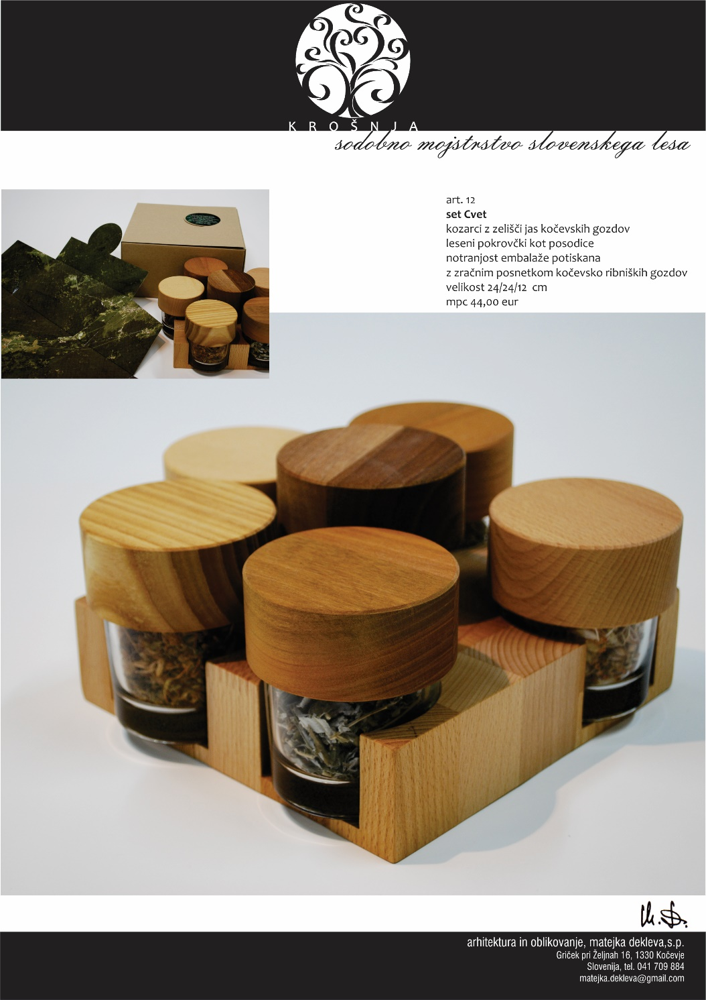 KROŠNJA
sodobno mojstrstvo slovenskega lesa
art. 12
set Cvet
kozarci z zelišči jas kočevskih gozdov
leseni pokrovčki kot posodice
notranjost embalaže potiskana
z zračnim posnetkom kočevsko ribniških gozdov
velikost 24/24/12 cm
mpc 44,00 eur
arhitektura in oblikovanje, matejka dekleva,s.p.
Griček pri Željnah 16, 1330 Kočevje
Slovenija, tel. 041 709 884
matejka.dekleva@gmail.com